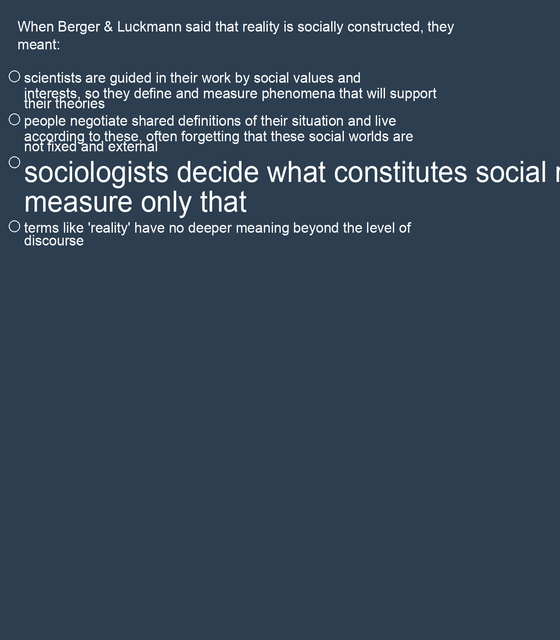 When Berger & Luckmann said that reality is socially constructed, they
meant:
scientists are guided in their work by social values and
interests, so they define and measure phenomena that will support
their theories
people negotiate shared definitions of their situation and live
according to these, often forgetting that these social worlds are
not fixed and external
sociologists decide what constitutes social
measure only that
terms like 'reality' have no deeper meaning beyond the level of
discourse